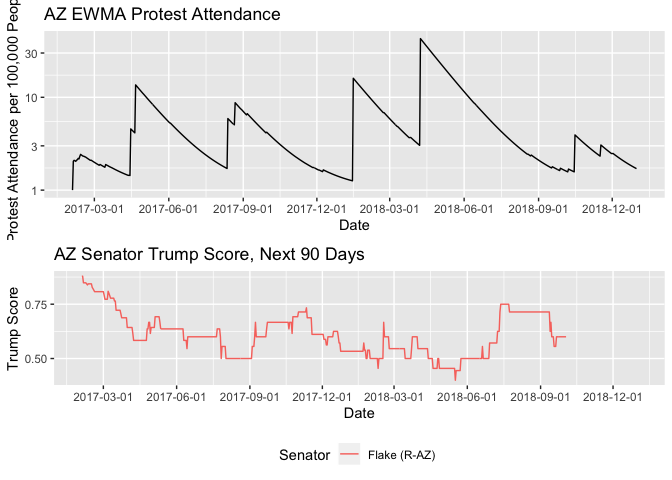 AZ EWMA Protest Attendance
Protest Attendance per 100,000 Peop
30
10
3
1
2017-03-01 2017-06-01 2017-09-01 2017-12-01 2018-03-01 2018-06-01 2018-09-01 2018-12-01
Date
AZ Senator Trump Score, Next 90 Days
Trump Score
0.75
0.50
2017-03-01 2017-06-01 2017-09-01 2017-12-01 2018-03-01 2018-06-01 2018-09-01 2018-12-01
Date
Senator Flake (R-AZ)